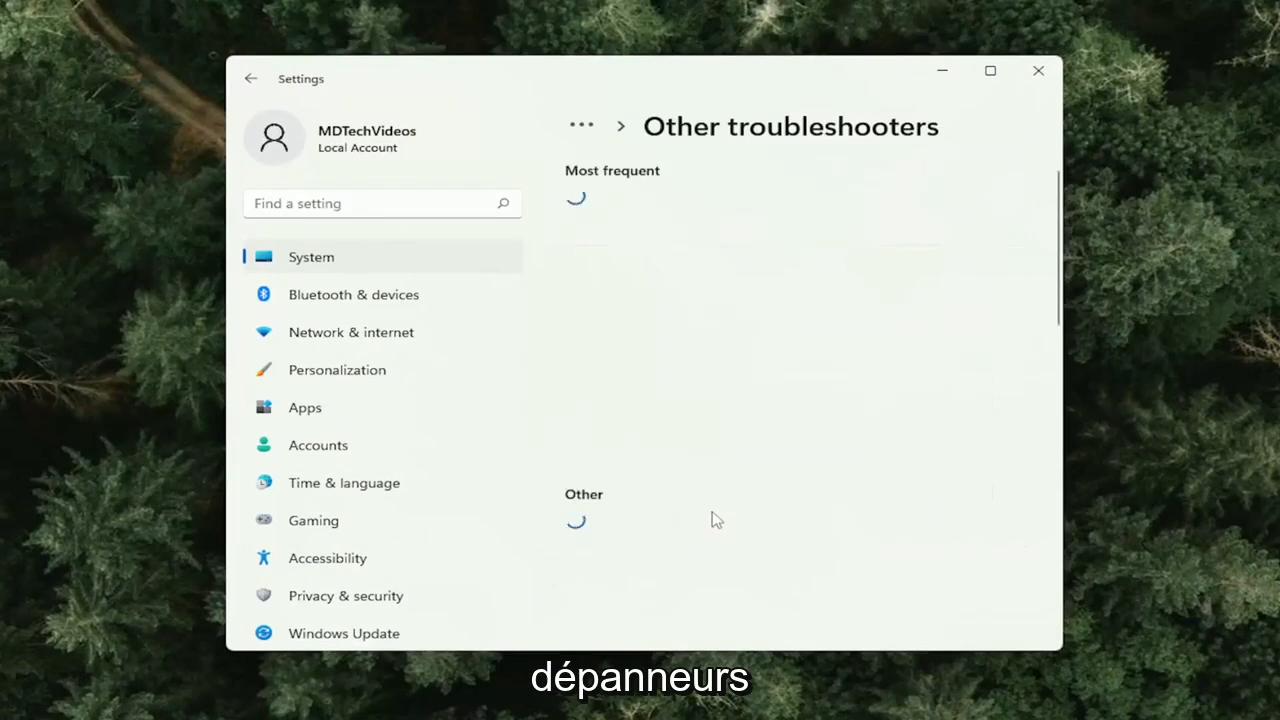 Settings
MDTechVideos
Local Account
Find a setting
System
Bluetooth & devices
Network & internet
Personalization
Apps
Accounts
Time & language
Gaming
Accessibility
Privacy & security
Windows Update
Other troubleshooters
Most frequent
Other
dépanneurs